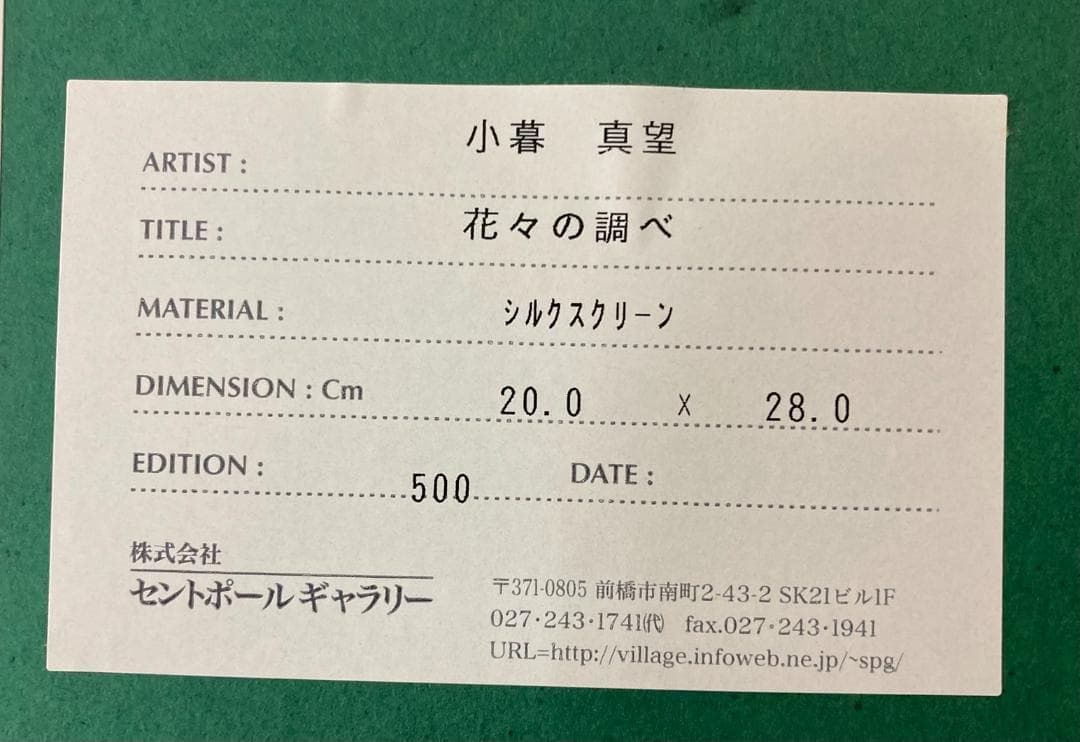 ARTIST : 小暮　真望
TITLE : 花々の調べ
MATERIAL : シルクスクリーン
DIMENSION : Cm 20.0 x 28.0
EDITION : 500 DATE :
株式会社
セントポールギャラリー
〒371-0805 前橋市南町2-43-2 SK21ビル1F
027・243・1741㈹ fax.027・243・1941
URL=http://village.infoweb.ne.jp/~spg/